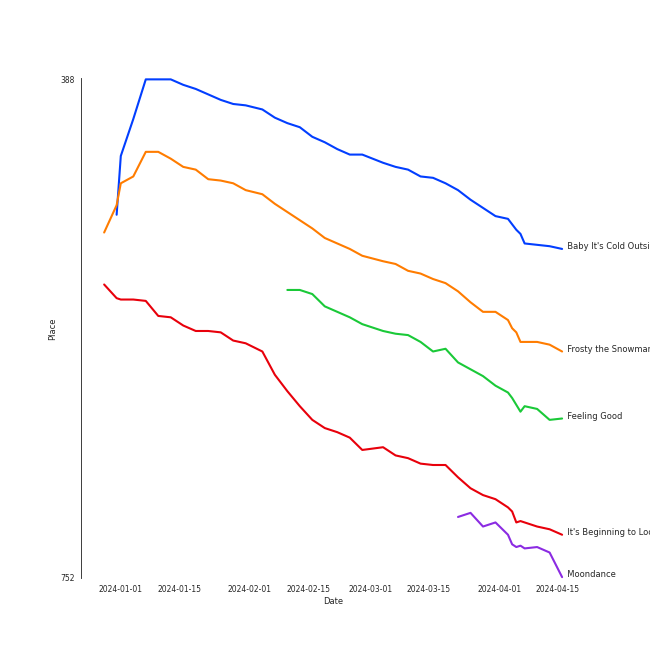 388
Baby It's Cold Outsi
Place
Frosty the Snowman
Feeling Good
It's Beginning to Loo
Moondance
752
2024-01-01 2024-01-15 2024-02-01 2024-02-15 2024-03-01 2024-03-15 2024-04-01 2024-04-15
Date